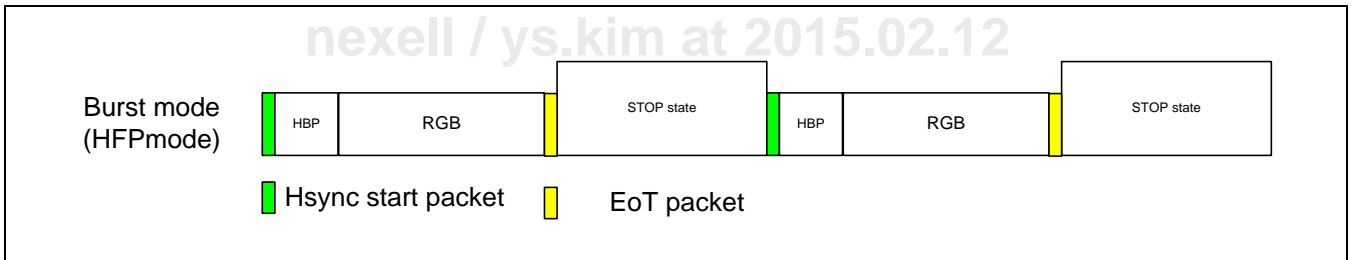 nexell / ys.kim at 2015.02.12
Burst mode
(HFPmode)
HBP
RGB
STOP state
HBP
RGB
STOP state
Hsync start packet
EoT packet